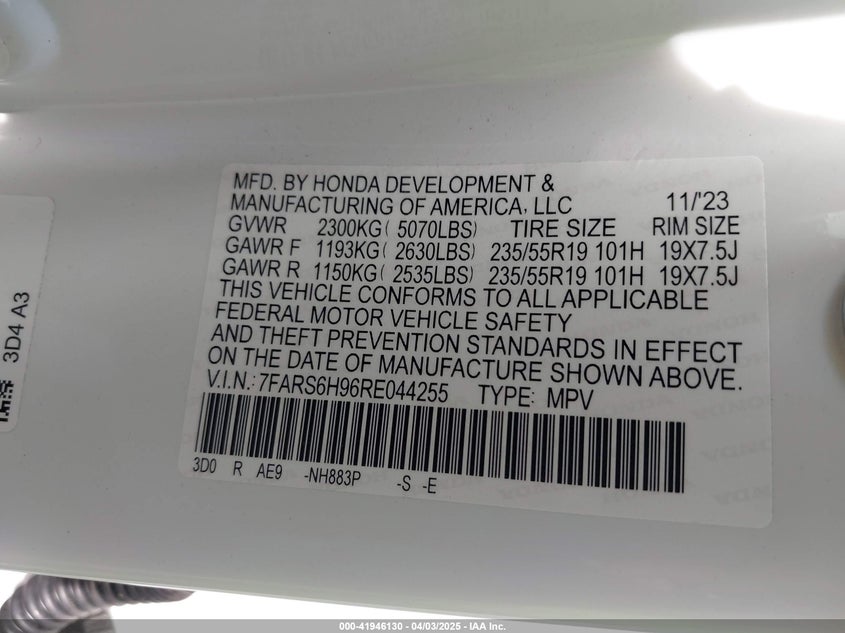 MFD. BY HONDA DEVELOPMENT &
MANUFACTURING OF AMERICA, LLC 11/'23
GVWR 2300KG( 5070LBS) TIRE SIZE RIM SIZE
GAWR F 1193KG( 2630LBS) 235/55R19 101H 19X7.5J
GAWR R 1150KG( 2535LBS) 235/55R19 101H 19X7.5J
THIS VEHICLE CONFORMS TO ALL APPLICABLE
FEDERAL MOTOR VEHICLE SAFETY
AND THEFT PREVENTION STANDARDS IN EFFECT
ON THE DATE OF MANUFACTURE SHOWN ABOVE.
V.I.N.:7FARS6H96RE044255 TYPE: MPV
3D0 R AE9 -NH883P -S -E
3D4 A3
000-41946130 - 04/03/2025 - IAA Inc.